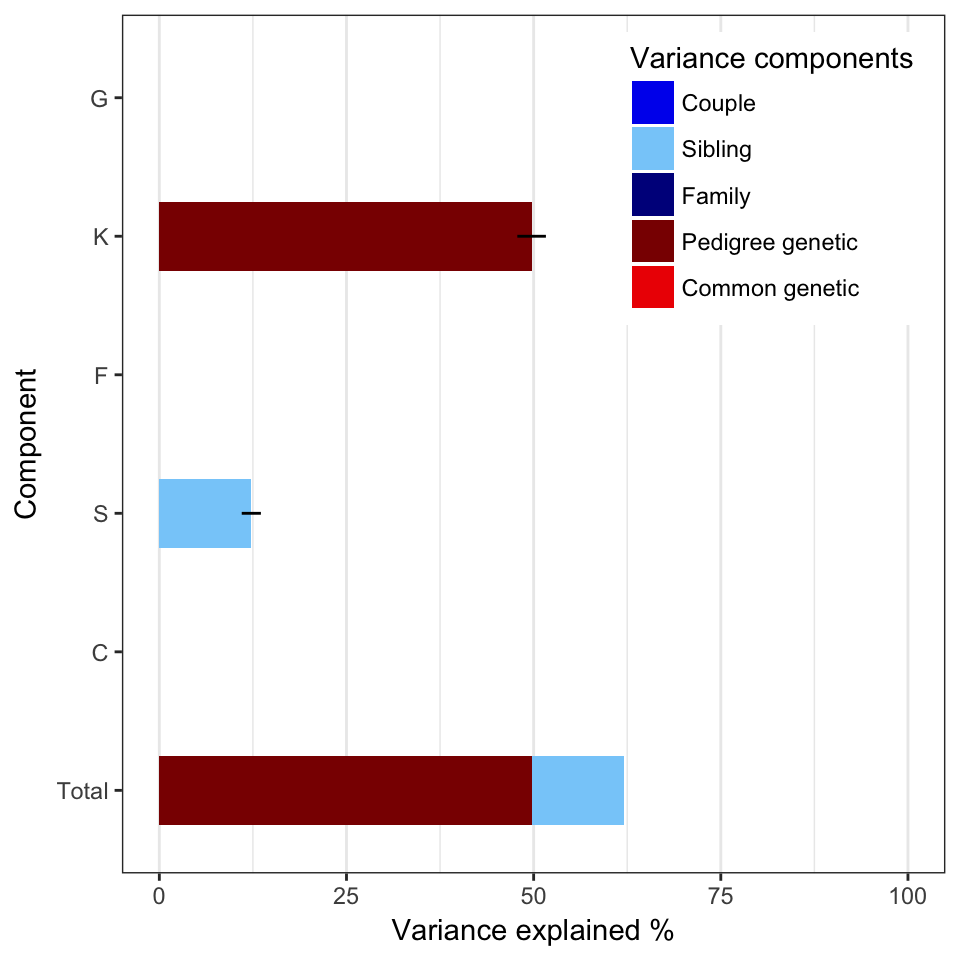 Variance components
Couple
Sibling
Family
Pedigree genetic
Common genetic
G
K
F
S
C
Total
Component
0 25 50 75 100
Variance explained %